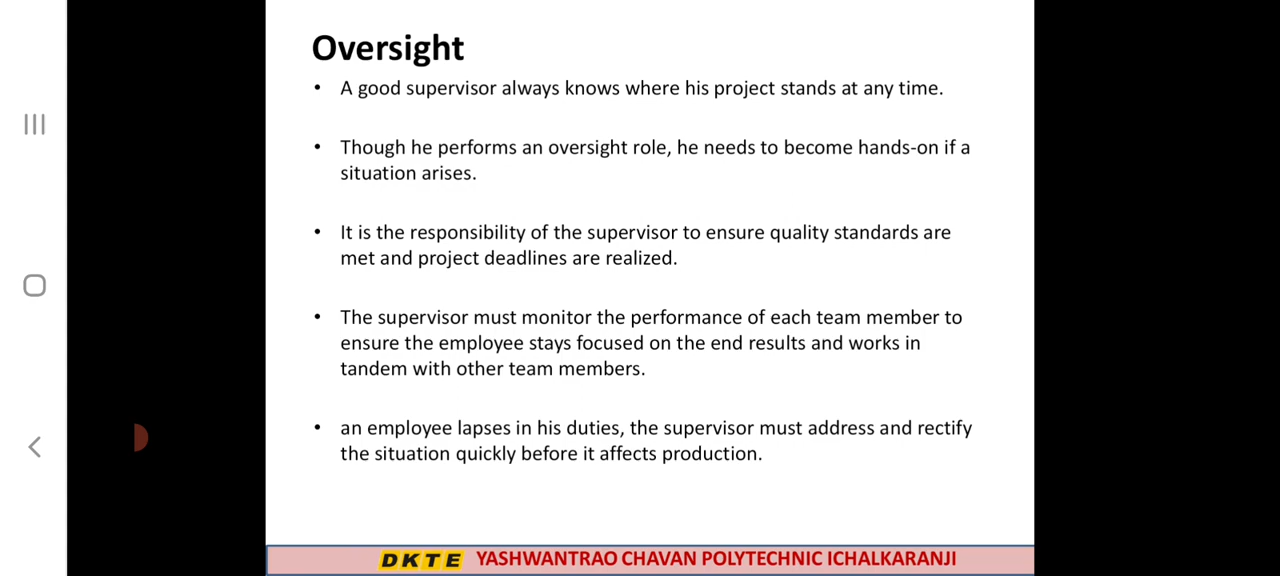 Oversight
• A good supervisor always knows where his project stands at any time.
• Though he performs an oversight role, he needs to become hands-on if a
situation arises.
• It is the responsibility of the supervisor to ensure quality standards are
met and project deadlines are realized.
• The supervisor must monitor the performance of each team member to
ensure the employee stays focused on the end results and works in
tandem with other team members.
• an employee lapses in his duties, the supervisor must address and rectify
the situation quickly before it affects production.
DKTE YASHWANTRAO CHAVAN POLYTECHNIC ICHALKARANJI